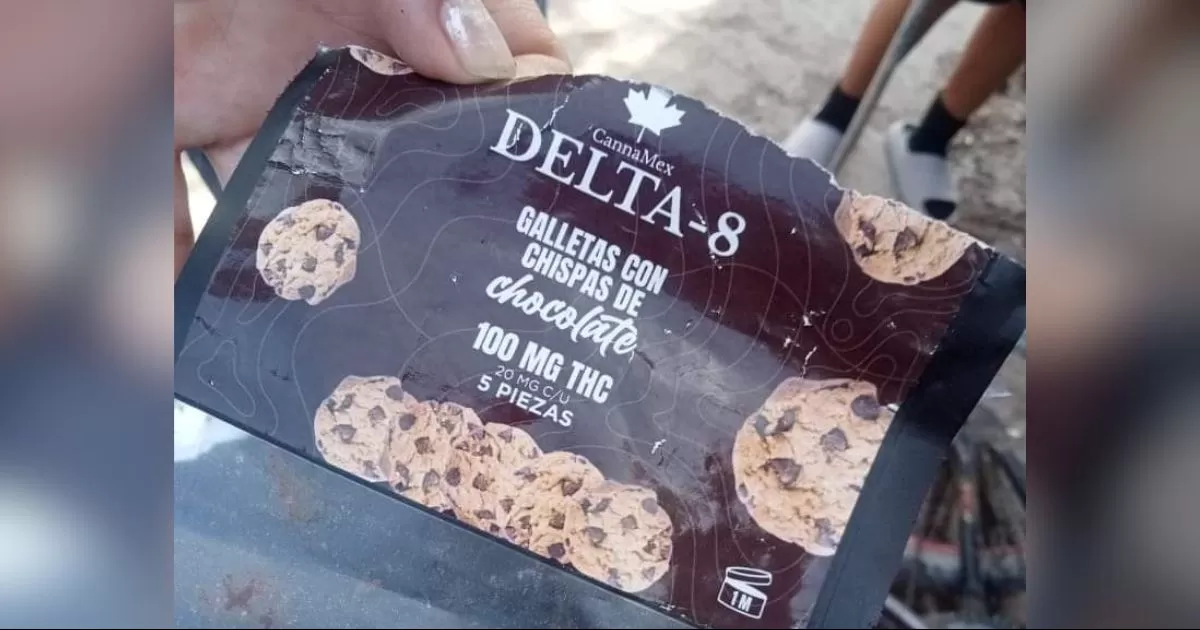 CannaMex
DELTA-8
GALLETAS CON
CHISPAS DE
chocolate
100 MG THC
20 MG C/U
5 PIEZAS
1M